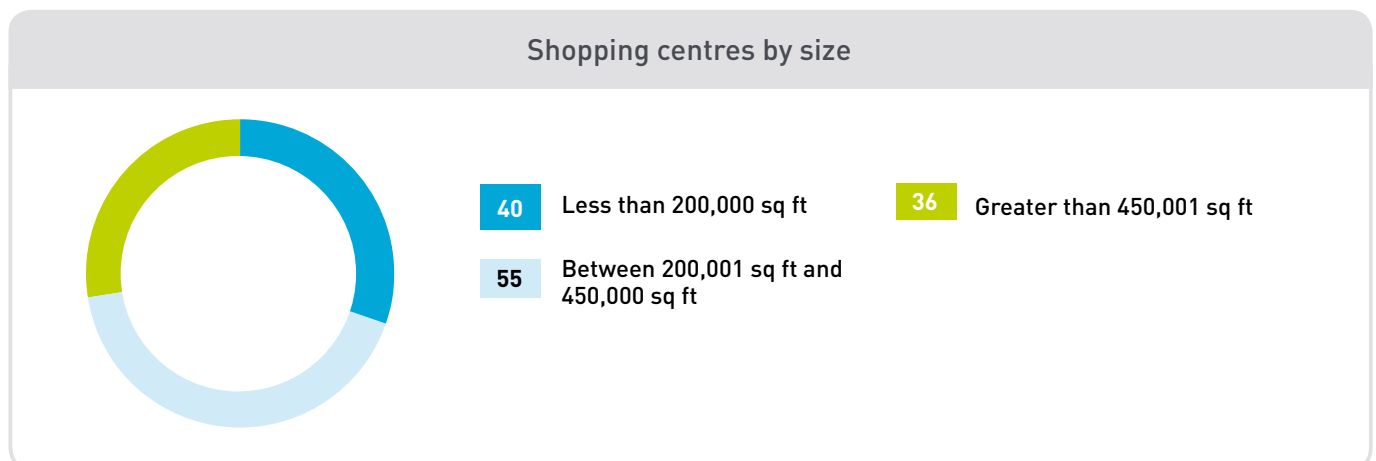 Shopping centres by size
40 Less than 200,000 sq ft
55 Between 200,001 sq ft and
450,000 sq ft
36 Greater than 450,001 sq ft